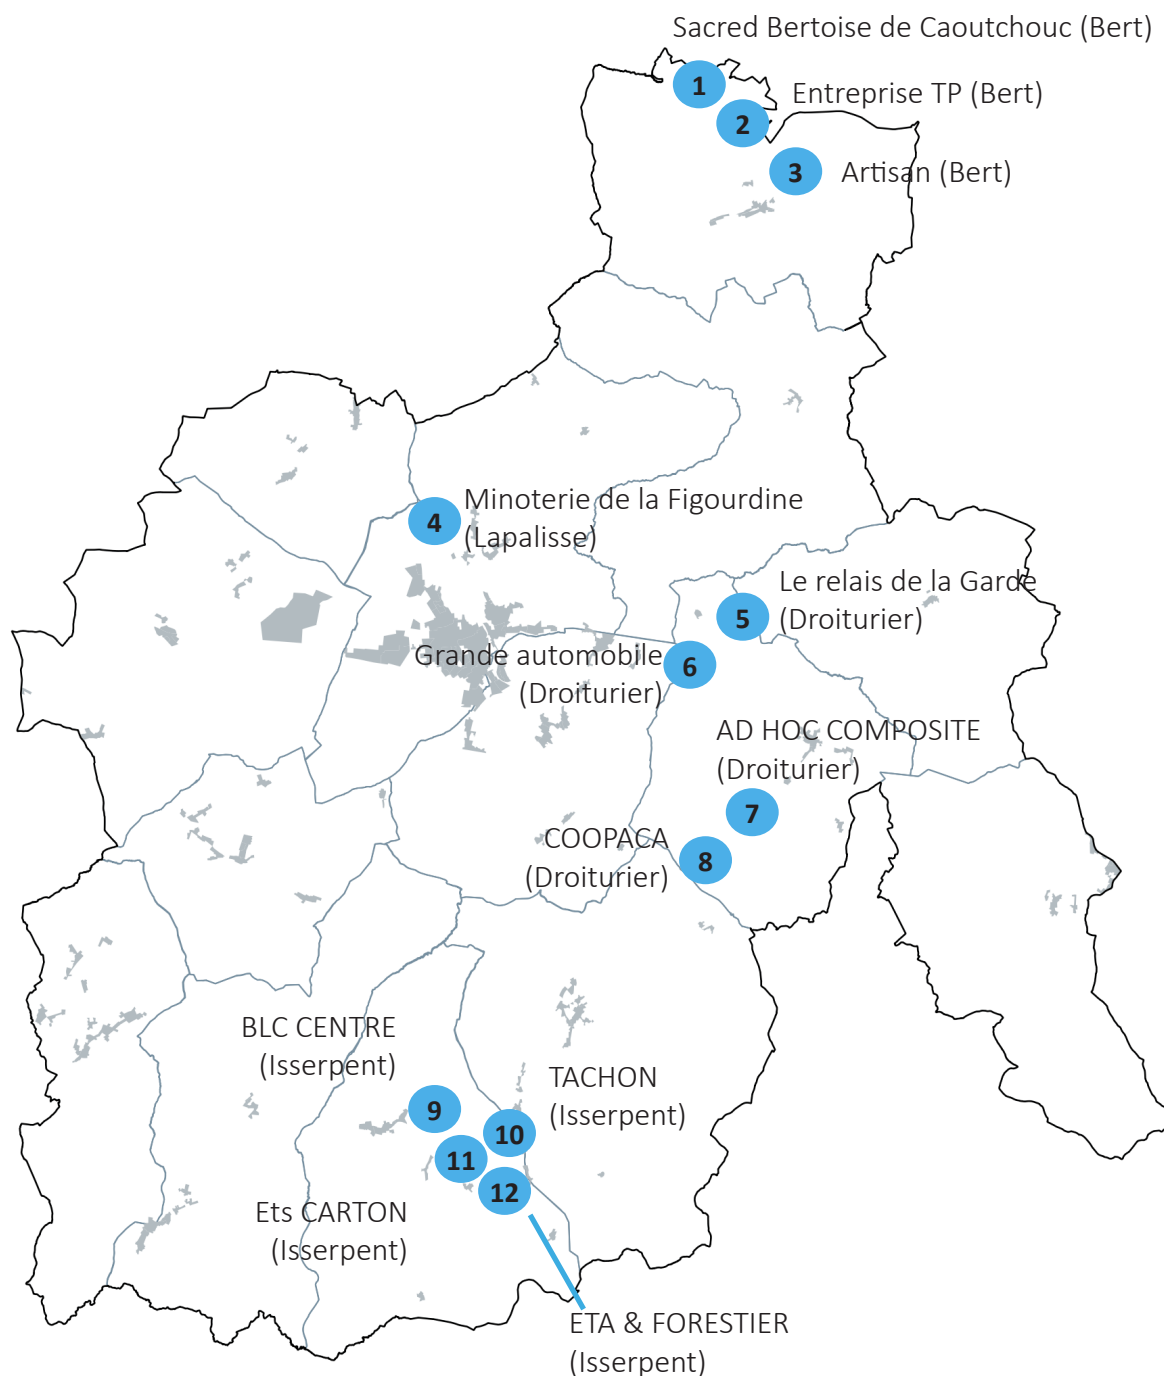 Sacred Bertoise de Caoutchouc (Bert)
1
Entreprise TP (Bert)
2
3
Artisan (Bert)
Minoterie de la Figourdine
(Lapalisse)
4
Le relais de la Garde
(Droiturier)
5
Grande automobile
(Droiturier)
6
AD HOC COMPOSITE
(Droiturier)
7
COOPACA
(Droiturier)
8
BLC CENTRE
(Isserpent)
9
TACHON
(Isserpent)
10
11
12
Ets CARTON
(Isserpent)
ETA & FORESTIER
(Isserpent)